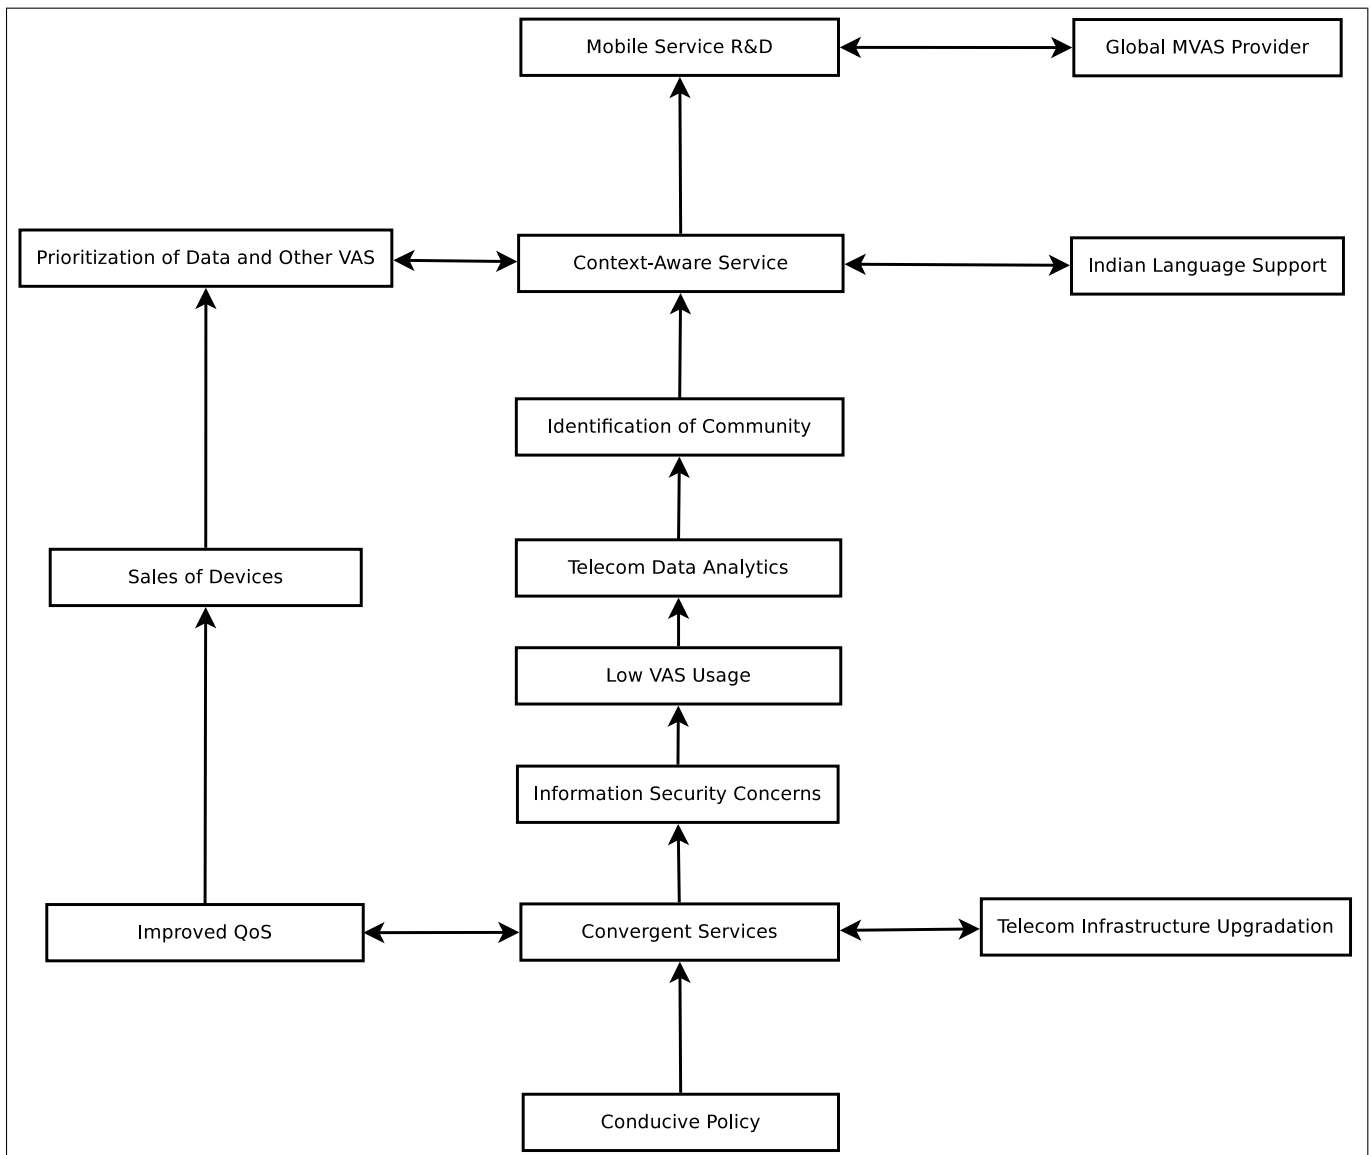 Mobile Service R&D
Global MVAS Provider
Prioritization of Data and Other VAS
Context-Aware Service
Indian Language Support
Identification of Community
Sales of Devices
Telecom Data Analytics
Low VAS Usage
Information Security Concerns
Improved QoS
Convergent Services
Telecom Infrastructure Upgradation
Conducive Policy